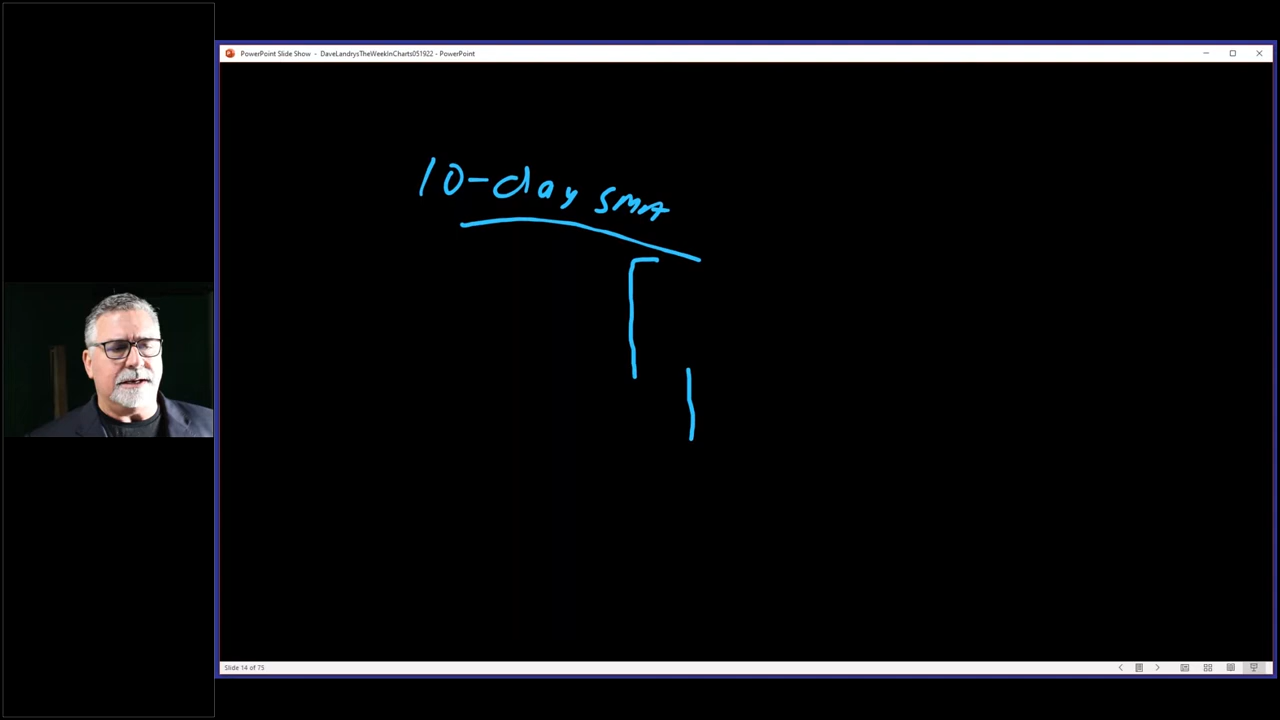 PowerPoint Slide Show - DaveLandrysTheWeekInCharts051922 - PowerPoint
10-day SMA
Slide 14 of 75